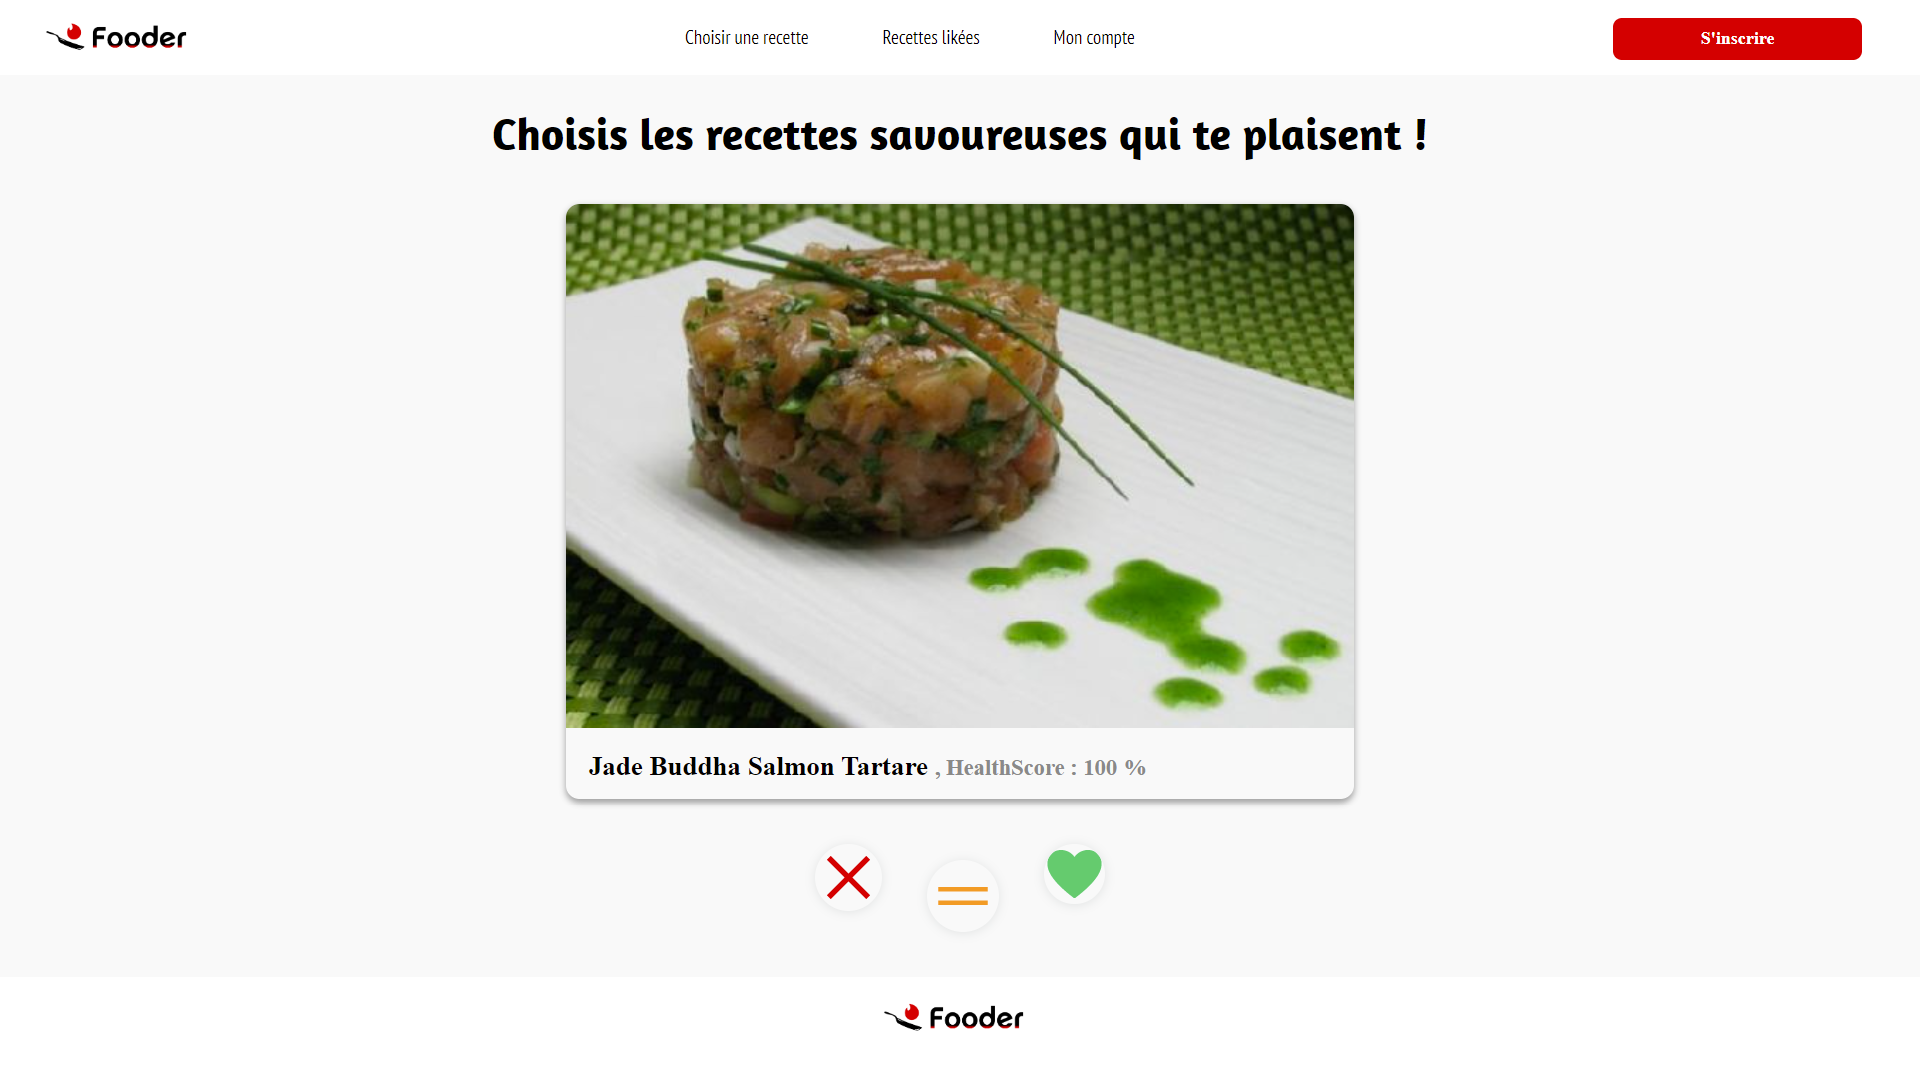 Fooder
Choisir une recette
Recettes likées
Mon compte
S'inscrire
Choisis les recettes savoureuses qui te plaisent !
Jade Buddha Salmon Tartare , HealthScore : 100 %
Fooder